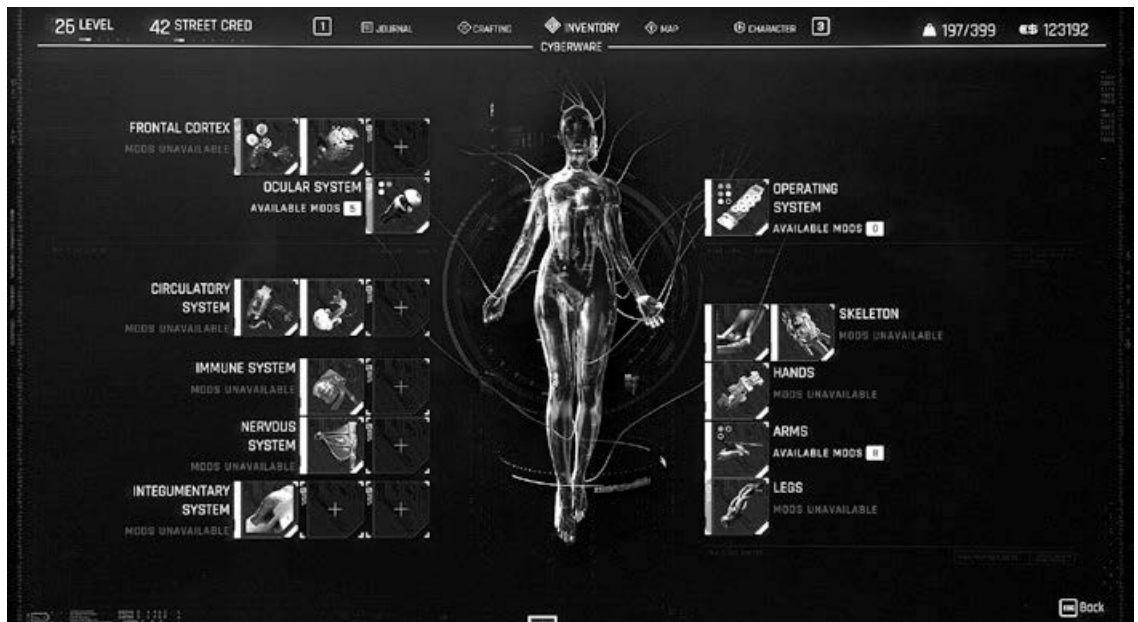 26 LEVEL
42 STREET CRED
1
JOURNAL
CRAFTING
INVENTORY
MAP
CHARACTER
3
197/399
€$ 123192
CYBERWARE
FRONTAL CORTEX
MODS UNAVAILABLE
OCULAR SYSTEM
AVAILABLE MODS 5
CIRCULATORY
SYSTEM
MODS UNAVAILABLE
IMMUNE SYSTEM
MODS UNAVAILABLE
NERVOUS
SYSTEM
MODS UNAVAILABLE
INTEGUMENTARY
SYSTEM
MODS UNAVAILABLE
OPERATING
SYSTEM
AVAILABLE MODS 0
SKELETON
MODS UNAVAILABLE
HANDS
MODS UNAVAILABLE
ARMS
AVAILABLE MODS 8
LEGS
MODS UNAVAILABLE
Back